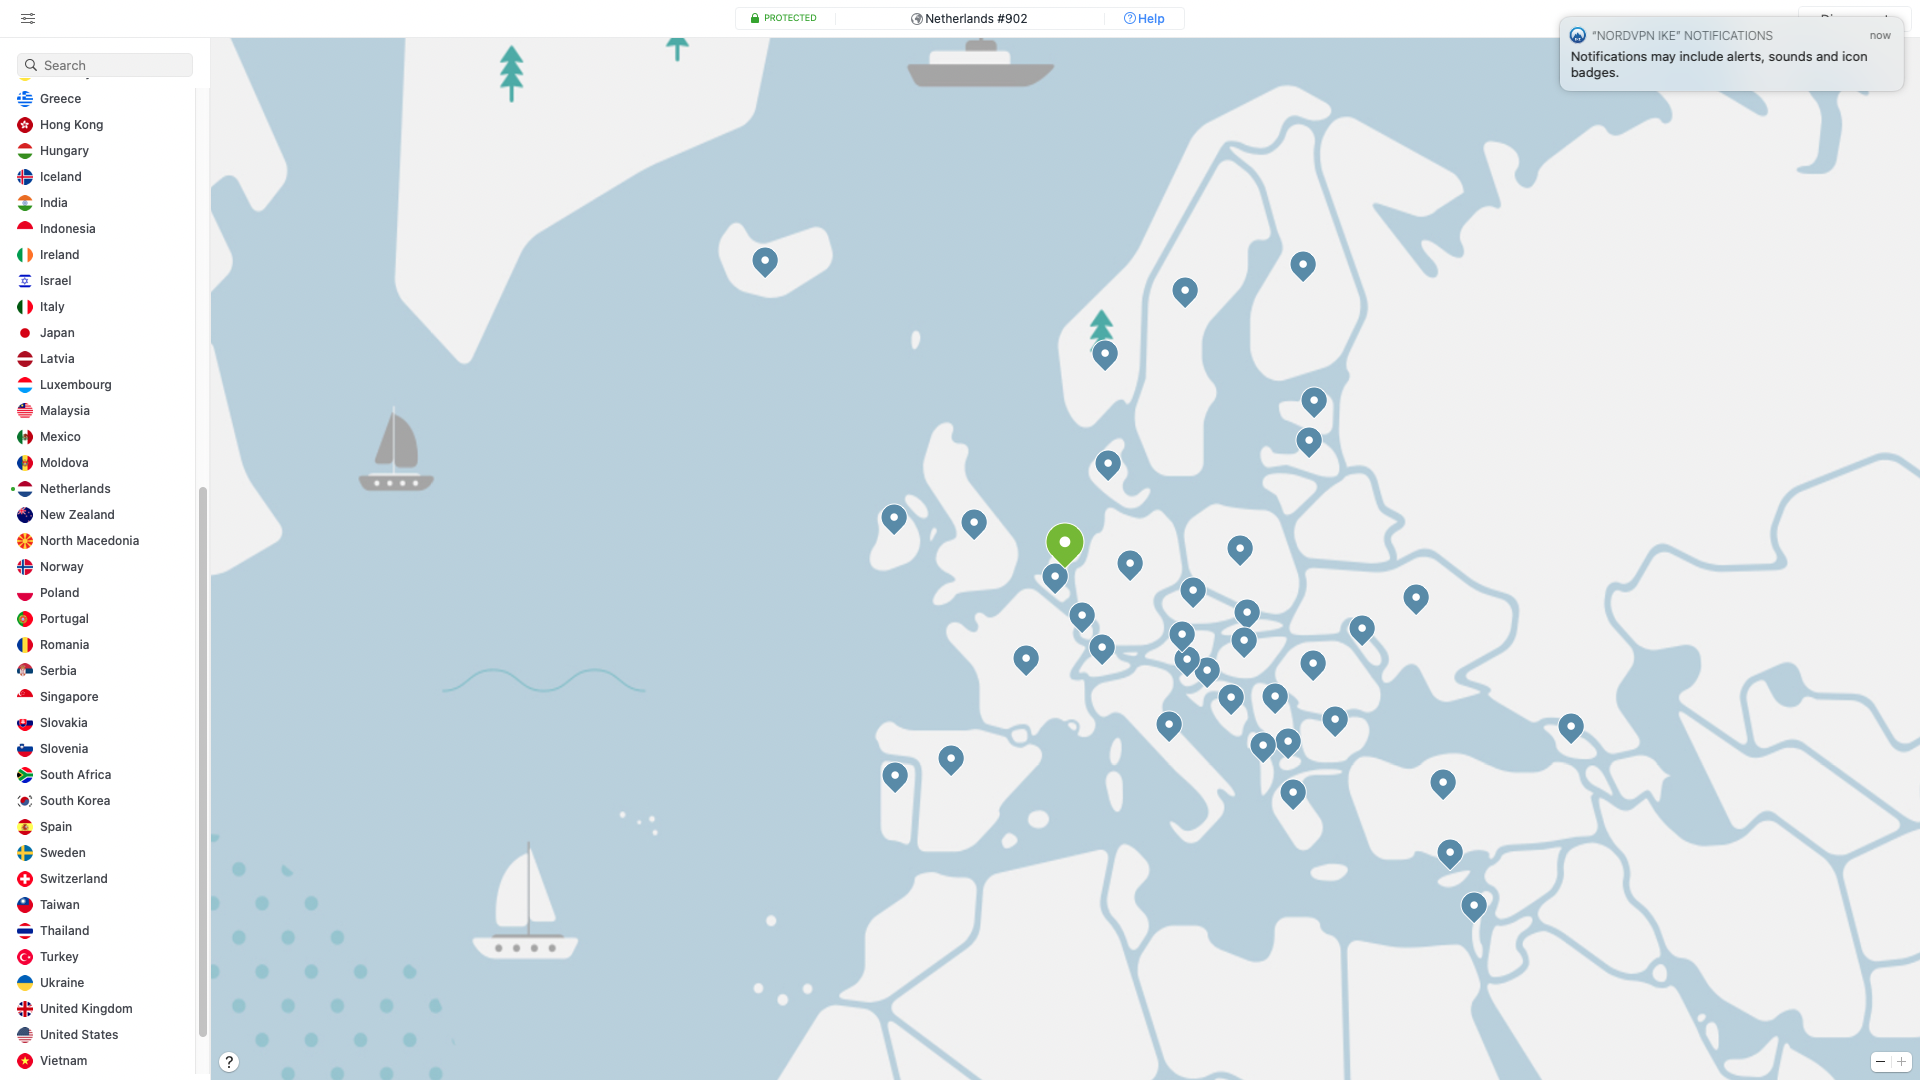 PROTECTED
Netherlands #902
Help
"NORDVPN IKE" NOTIFICATIONS
now
Notifications may include alerts, sounds and icon
badges.
Search
Greece
Hong Kong
Hungary
Iceland
India
Indonesia
Ireland
Israel
Italy
Japan
Latvia
Luxembourg
Malaysia
Mexico
Moldova
Netherlands
New Zealand
North Macedonia
Norway
Poland
Portugal
Romania
Serbia
Singapore
Slovakia
Slovenia
South Africa
South Korea
Spain
Sweden
Switzerland
Taiwan
Thailand
Turkey
Ukraine
United Kingdom
United States
Vietnam
?